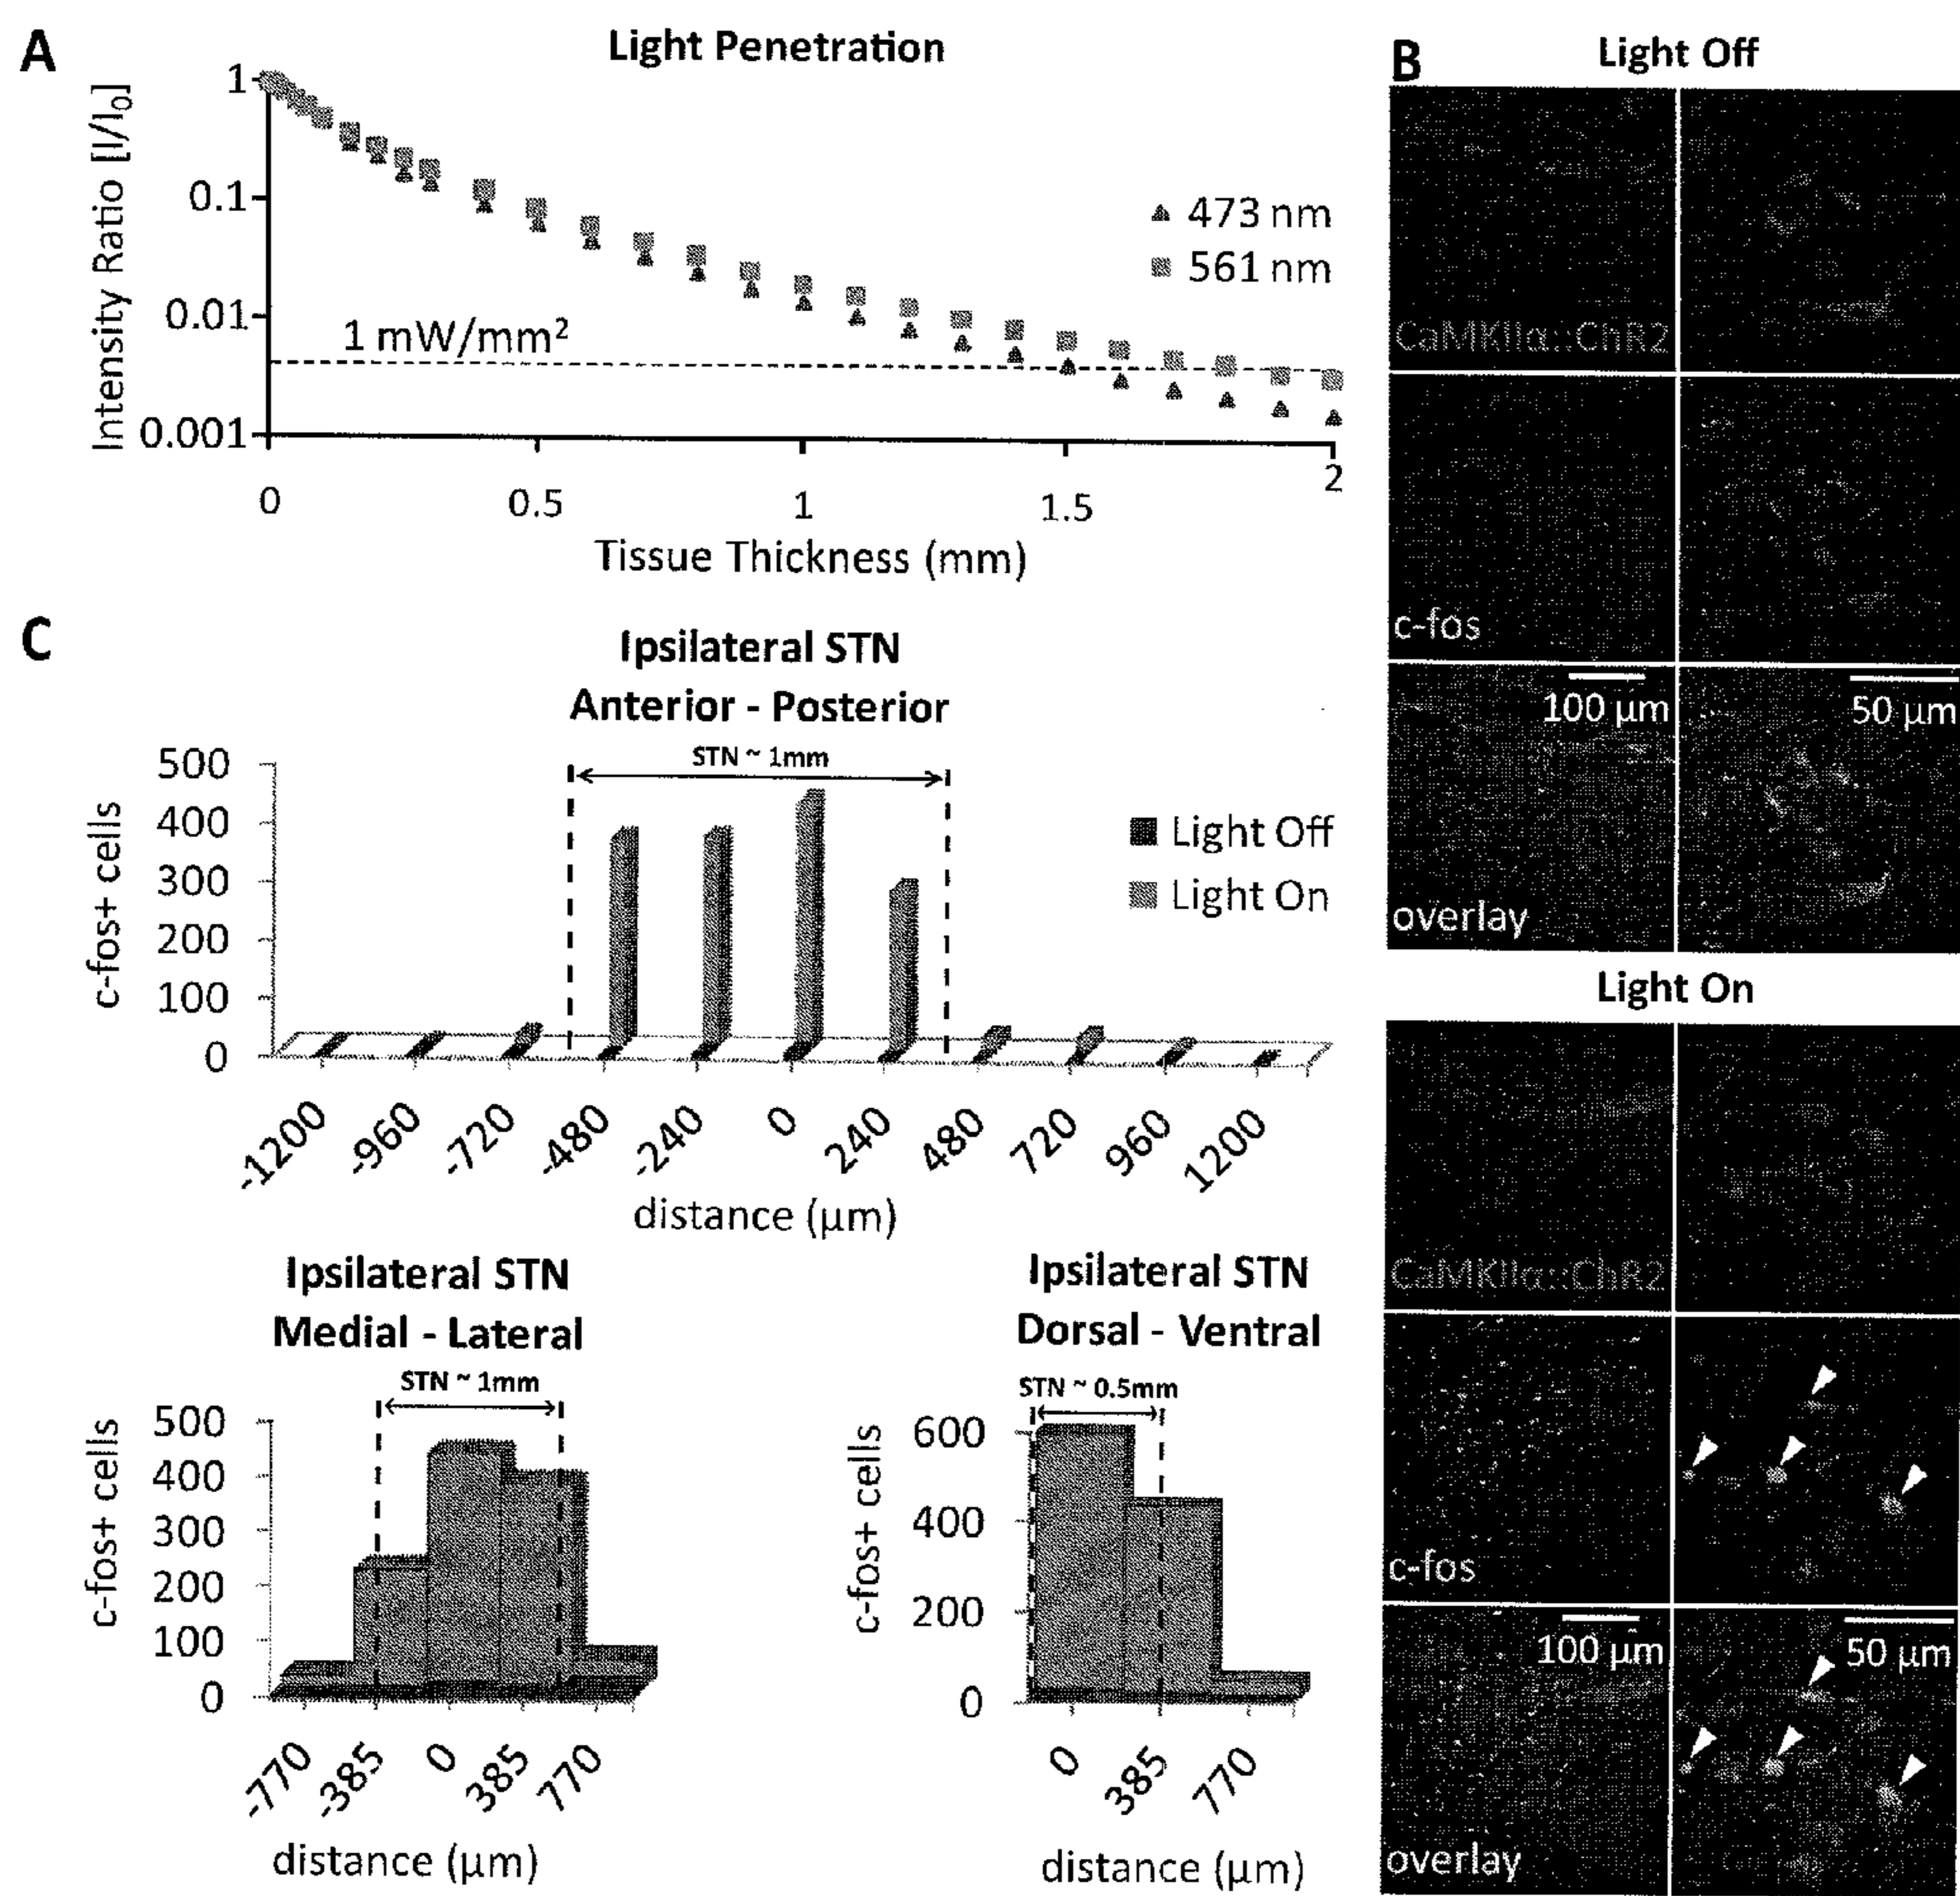 A
Light Penetration
Intensity Ratio [I/I0]
1
0.1
0.01
0.001
1 mW/mm²
473 nm
561 nm
0
0.5
1
1.5
2
Tissue Thickness (mm)
B
Light Off
CaMKIIα::ChR2
c-fos
100 µm
50 µm
overlay
Light On
CaMKIIα::ChR2
c-fos
100 µm
50 µm
overlay
C
Ipsilateral STN
Anterior - Posterior
STN ~ 1mm
c-fos+ cells
500
400
300
200
100
0
Light Off
Light On
-1200
-960
-720
-480
-240
0
240
480
720
960
1200
distance (µm)
Ipsilateral STN
Medial - Lateral
STN ~ 1mm
c-fos+ cells
500
400
300
200
100
0
-770
-385
0
385
770
distance (µm)
Ipsilateral STN
Dorsal - Ventral
STN ~ 0.5mm
c-fos+ cells
600
400
200
0
0
385
770
distance (µm)